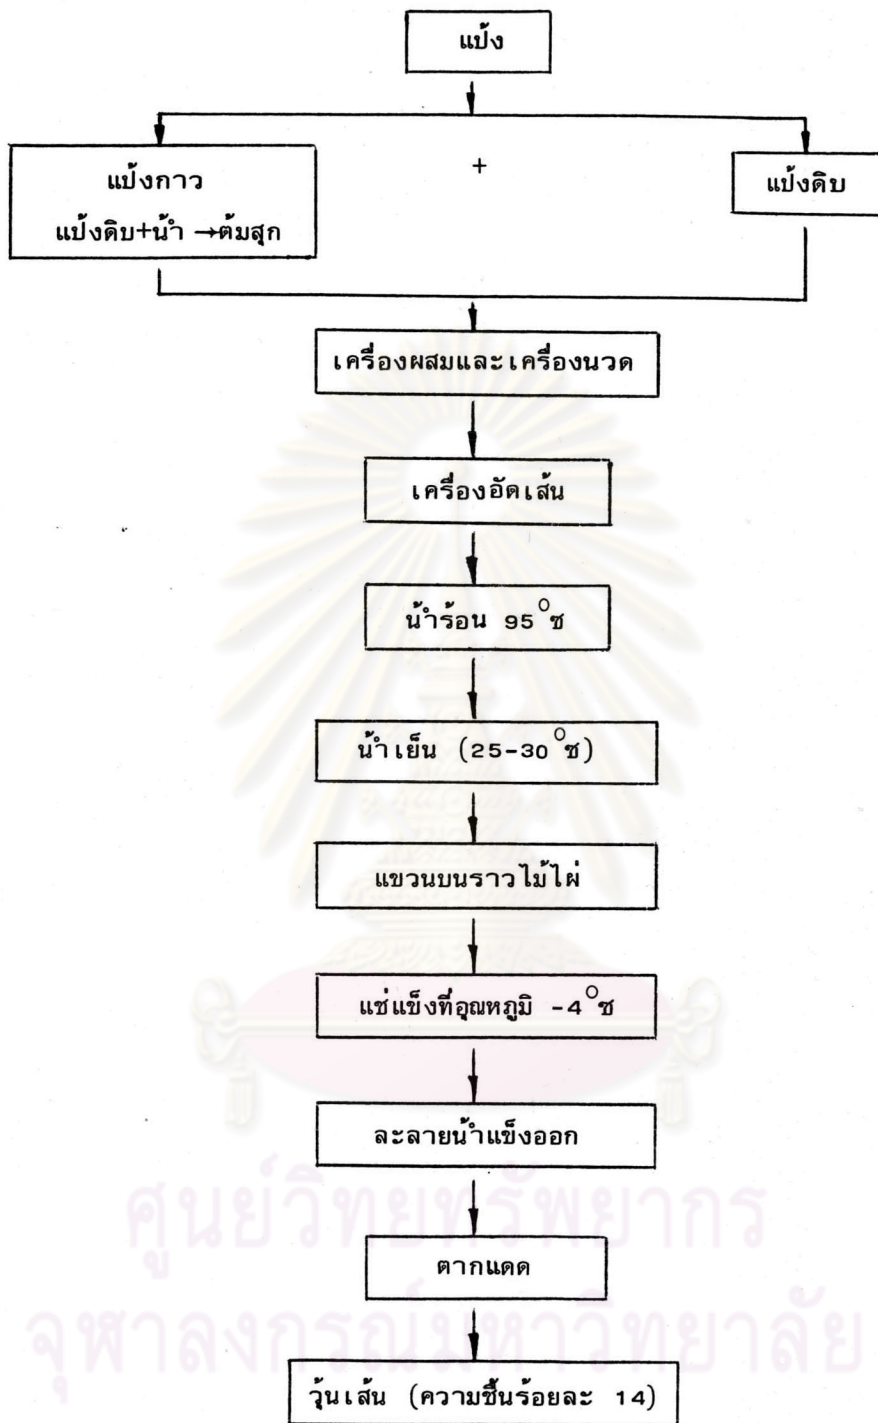 แป้ง
แป้งกาว
แป้งดิบ+น้ำ →ต้มสุก
+
แป้งดิบ
เครื่องผสมและเครื่องนวด
เครื่องอัดเส้น
น้ำร้อน 95°ซ
น้ำเย็น (25-30°ซ)
แขวนบนราวไม้ไผ่
แช่แข็งที่อุณหภูมิ -4°ซ
ละลายน้ำแข็งออก
ศูนย์วิทยทรัพยากร
ตากแดด
จุฬาลงกรณ์มหาวิทยาลัย
วุ้นเส้น (ความชื้นร้อยละ 14)